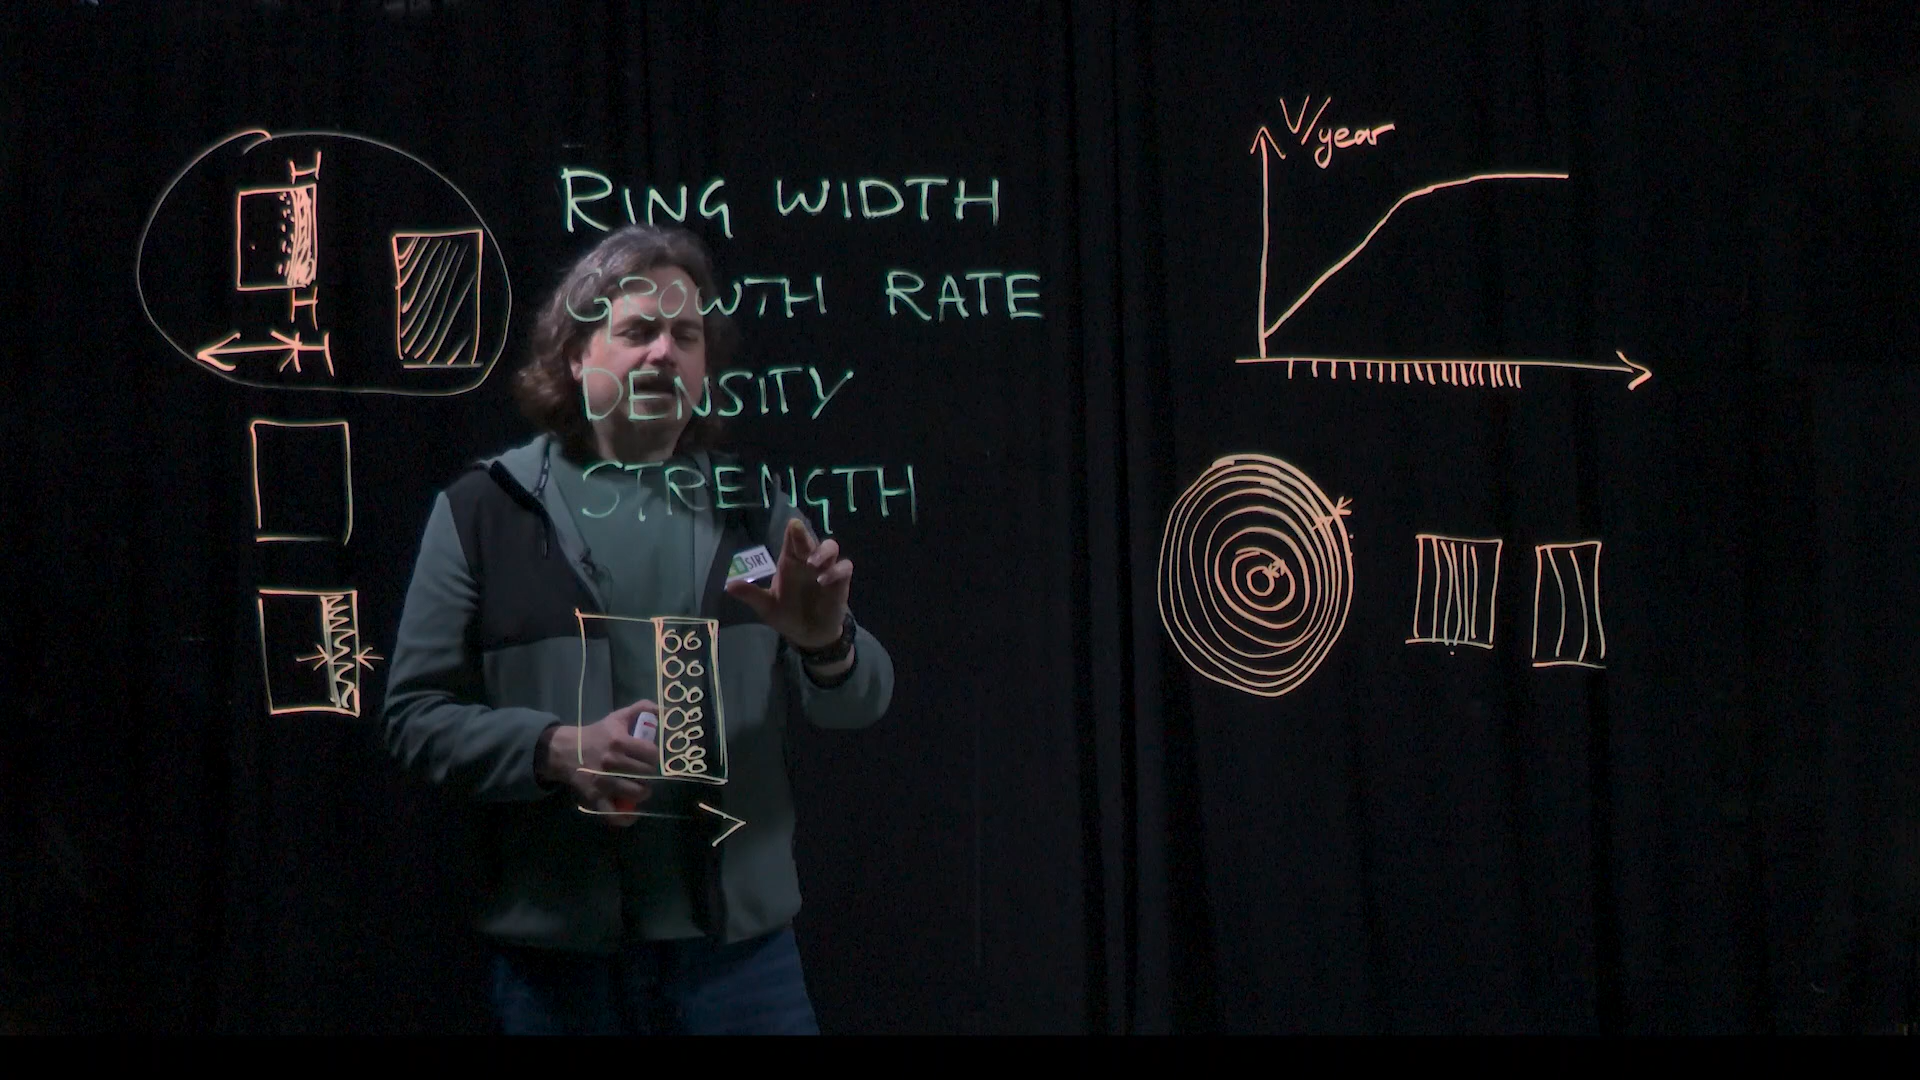 V/year
RING WIDTH
GROWTH RATE
DENSITY
STRENGTH